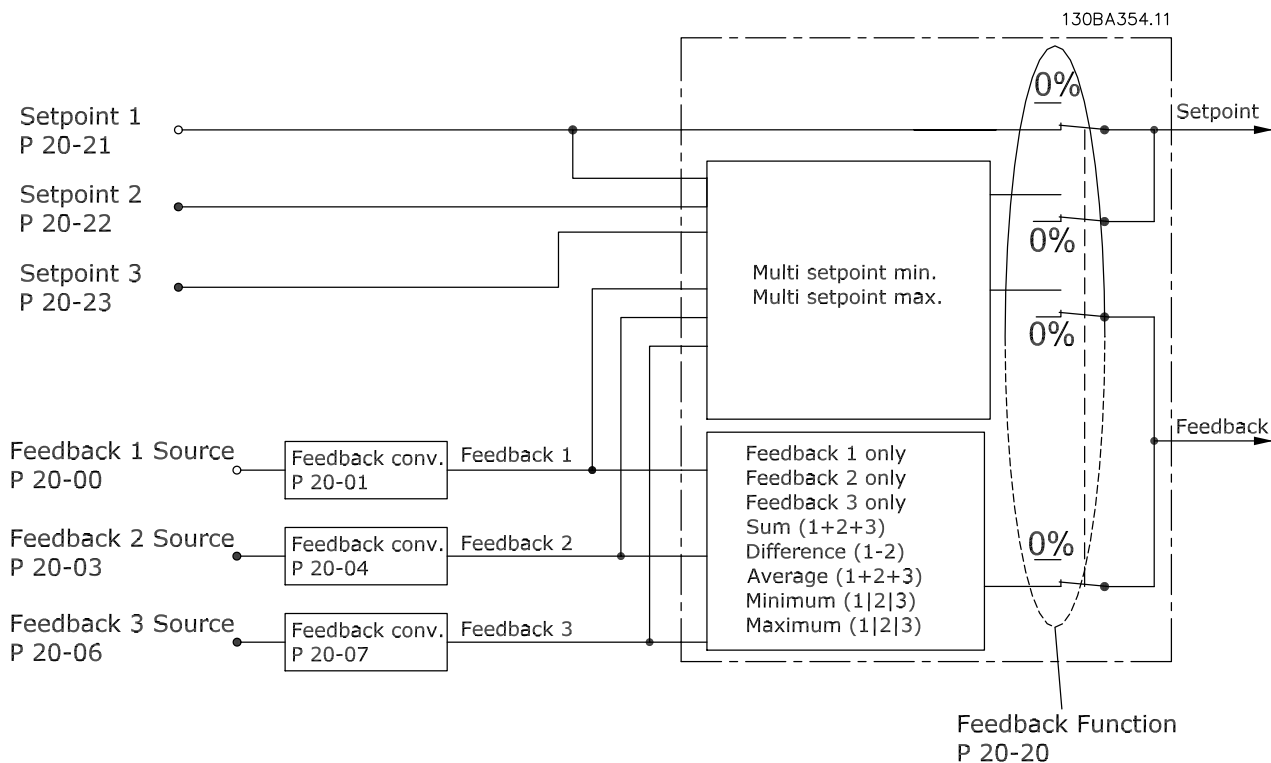 130BA354.11
0%
Setpoint 1
P 20-21
Setpoint
Setpoint 2
P 20-22
0%
Setpoint 3
P 20-23
Multi setpoint min.
Multi setpoint max.
0%
Feedback 1 Source
P 20-00
Feedback conv.
P 20-01
Feedback 1
Feedback
Feedback 1 only
Feedback 2 only
Feedback 3 only
Sum (1+2+3)
Difference (1-2)
Average (1+2+3)
Minimum (1|2|3)
Maximum (1|2|3)
0%
Feedback 2 Source
P 20-03
Feedback conv.
P 20-04
Feedback 2
Feedback 3 Source
P 20-06
Feedback conv.
P 20-07
Feedback 3
Feedback Function
P 20-20